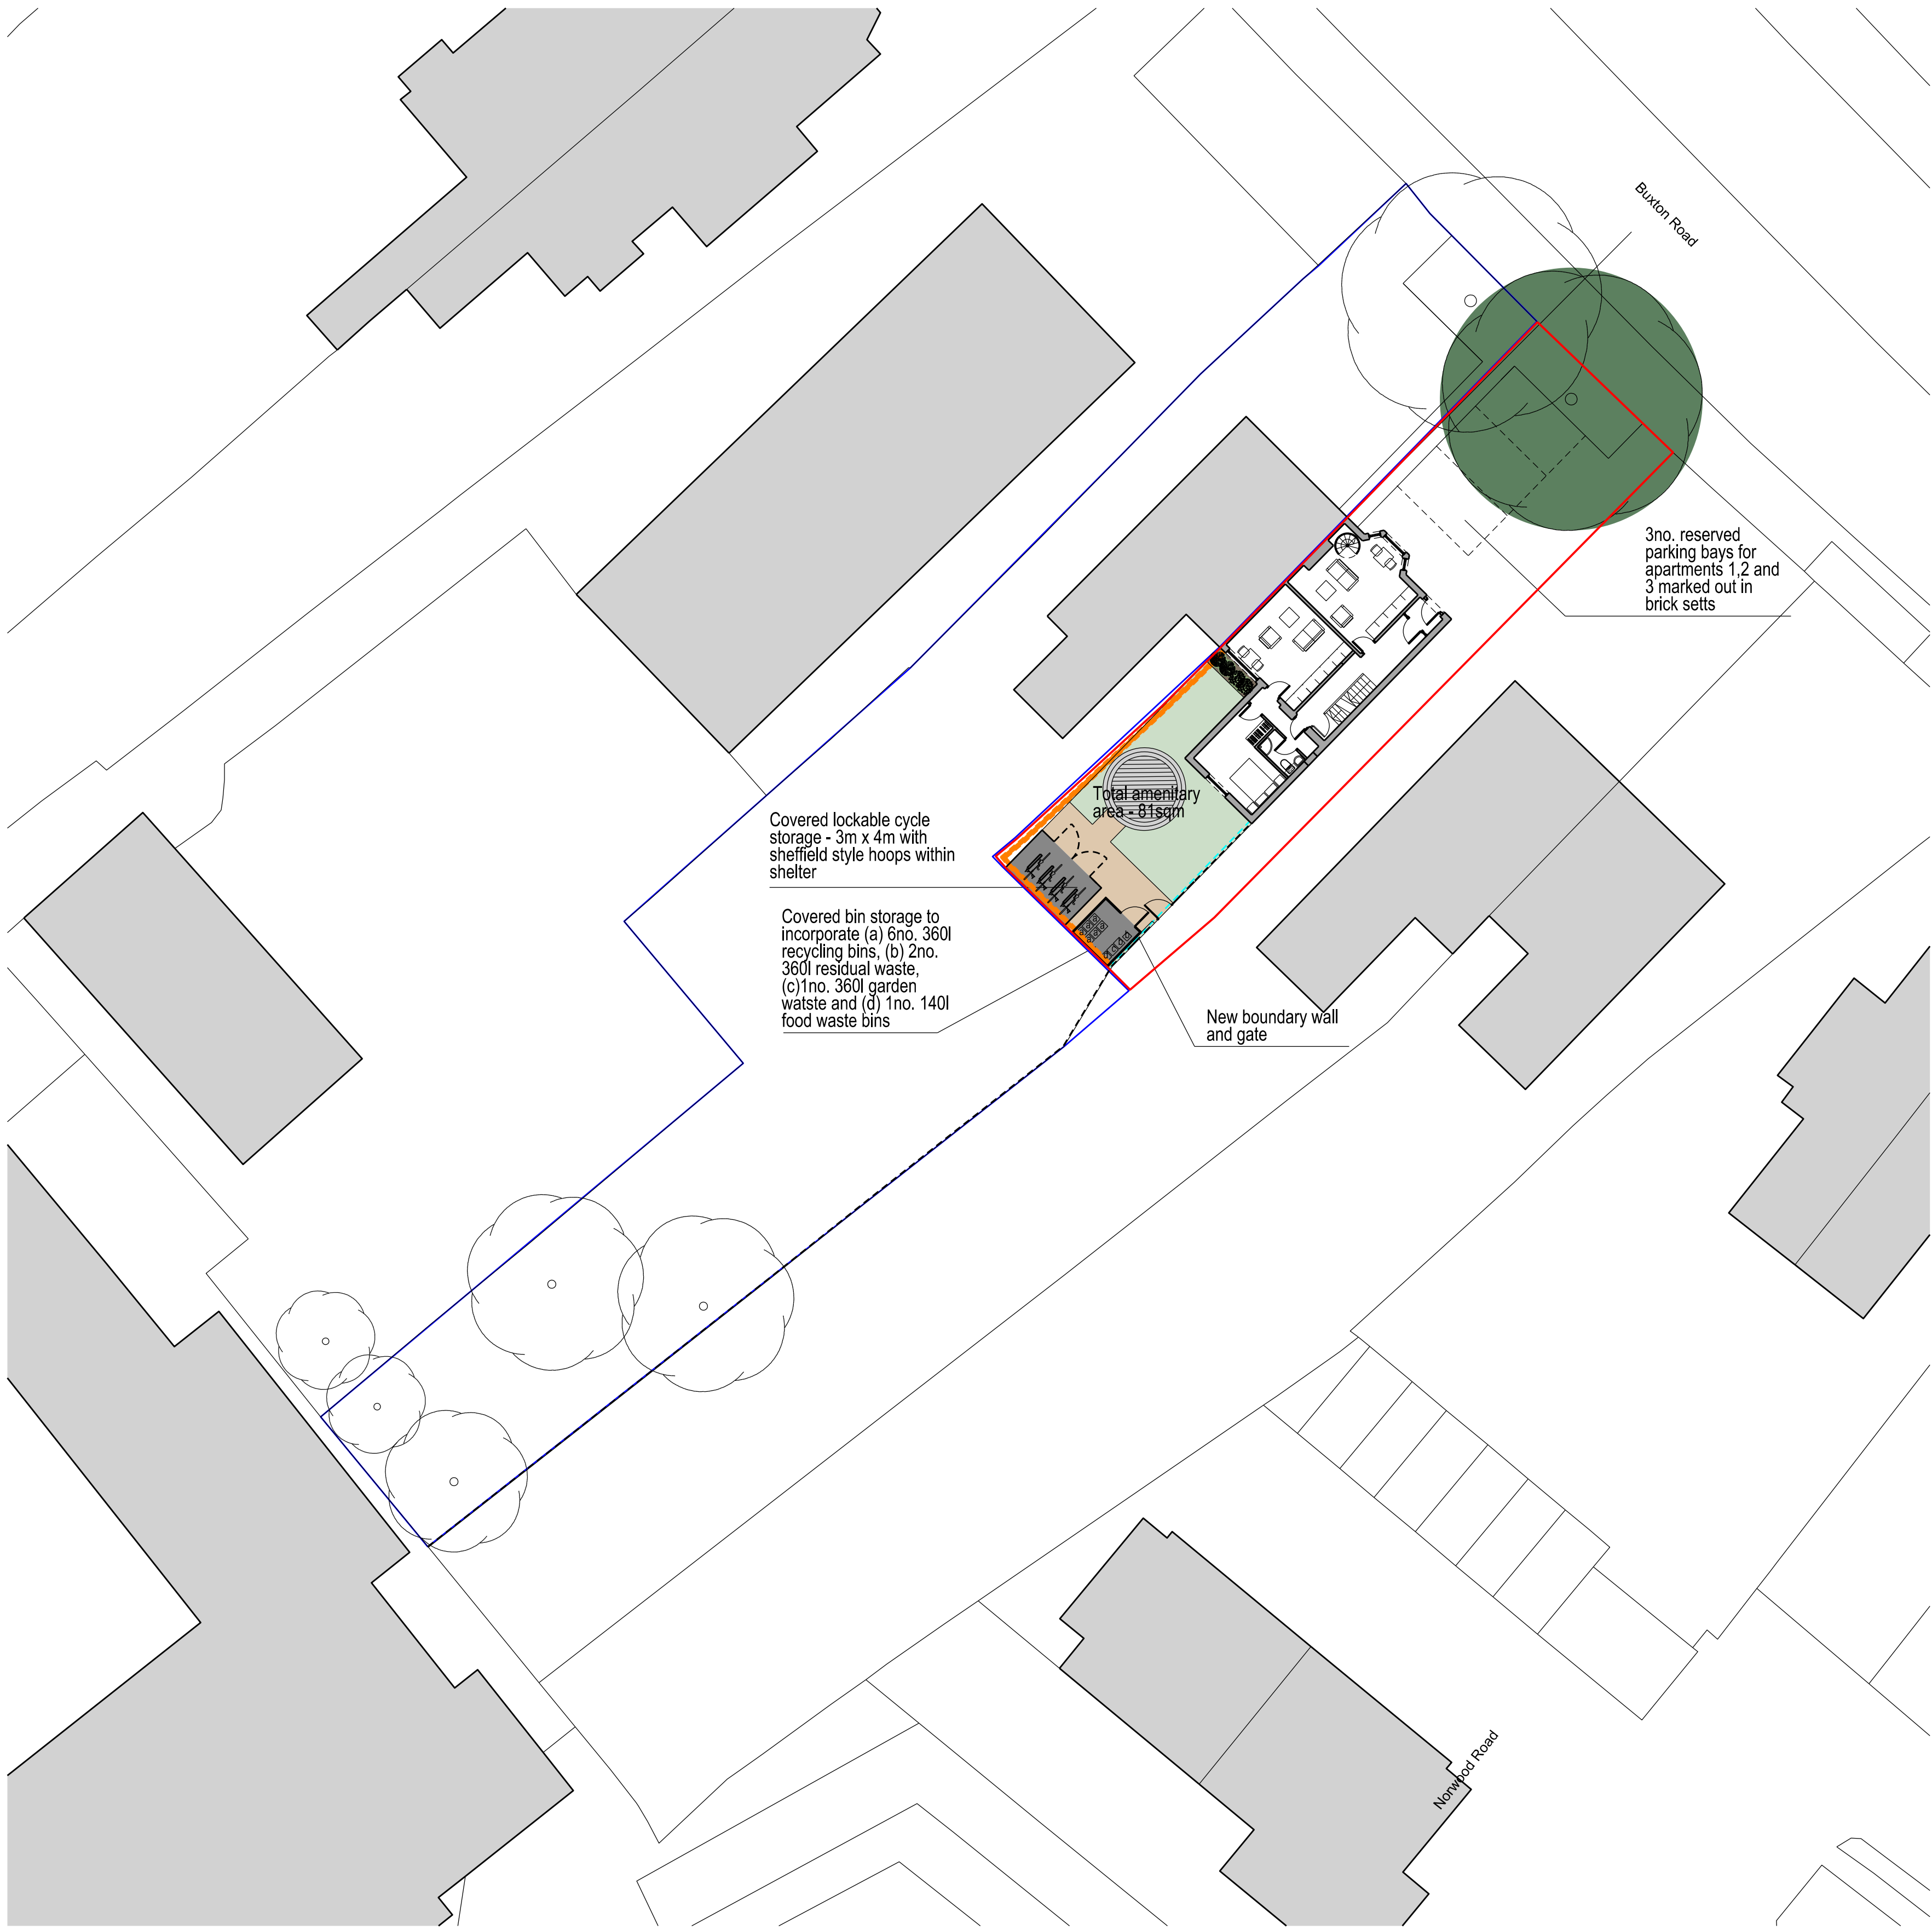 Buxton Road
3no. reserved
parking bays for
apartments 1,2 and
3 marked out in
brick setts
Total amenitary
area - 81sqm
Covered lockable cycle
storage - 3m x 4m with
sheffield style hoops within
shelter
Covered bin storage to
incorporate (a) 6no. 360l
recycling bins, (b) 2no.
360l residual waste,
(c)1no. 360l garden
watste and (d) 1no. 140l
food waste bins
New boundary wall
and gate
Norwood Road